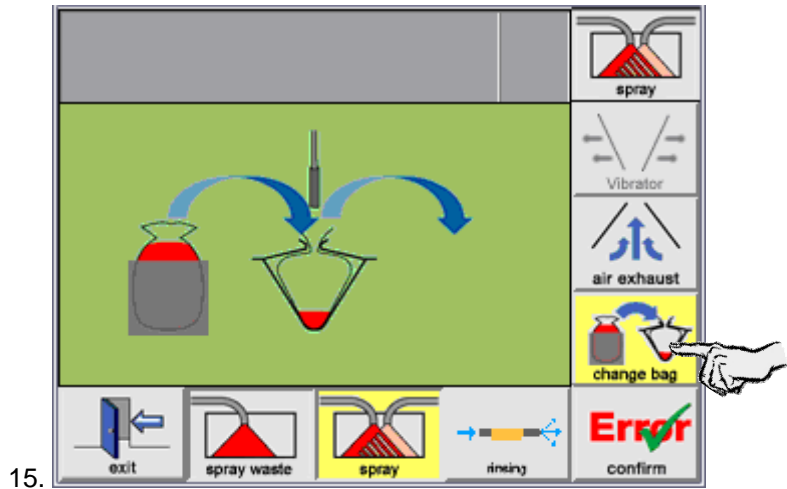 spray
Vibrator
air exhaust
change bag
Error
confirm
exit
spray waste
spray
rinsing
15.